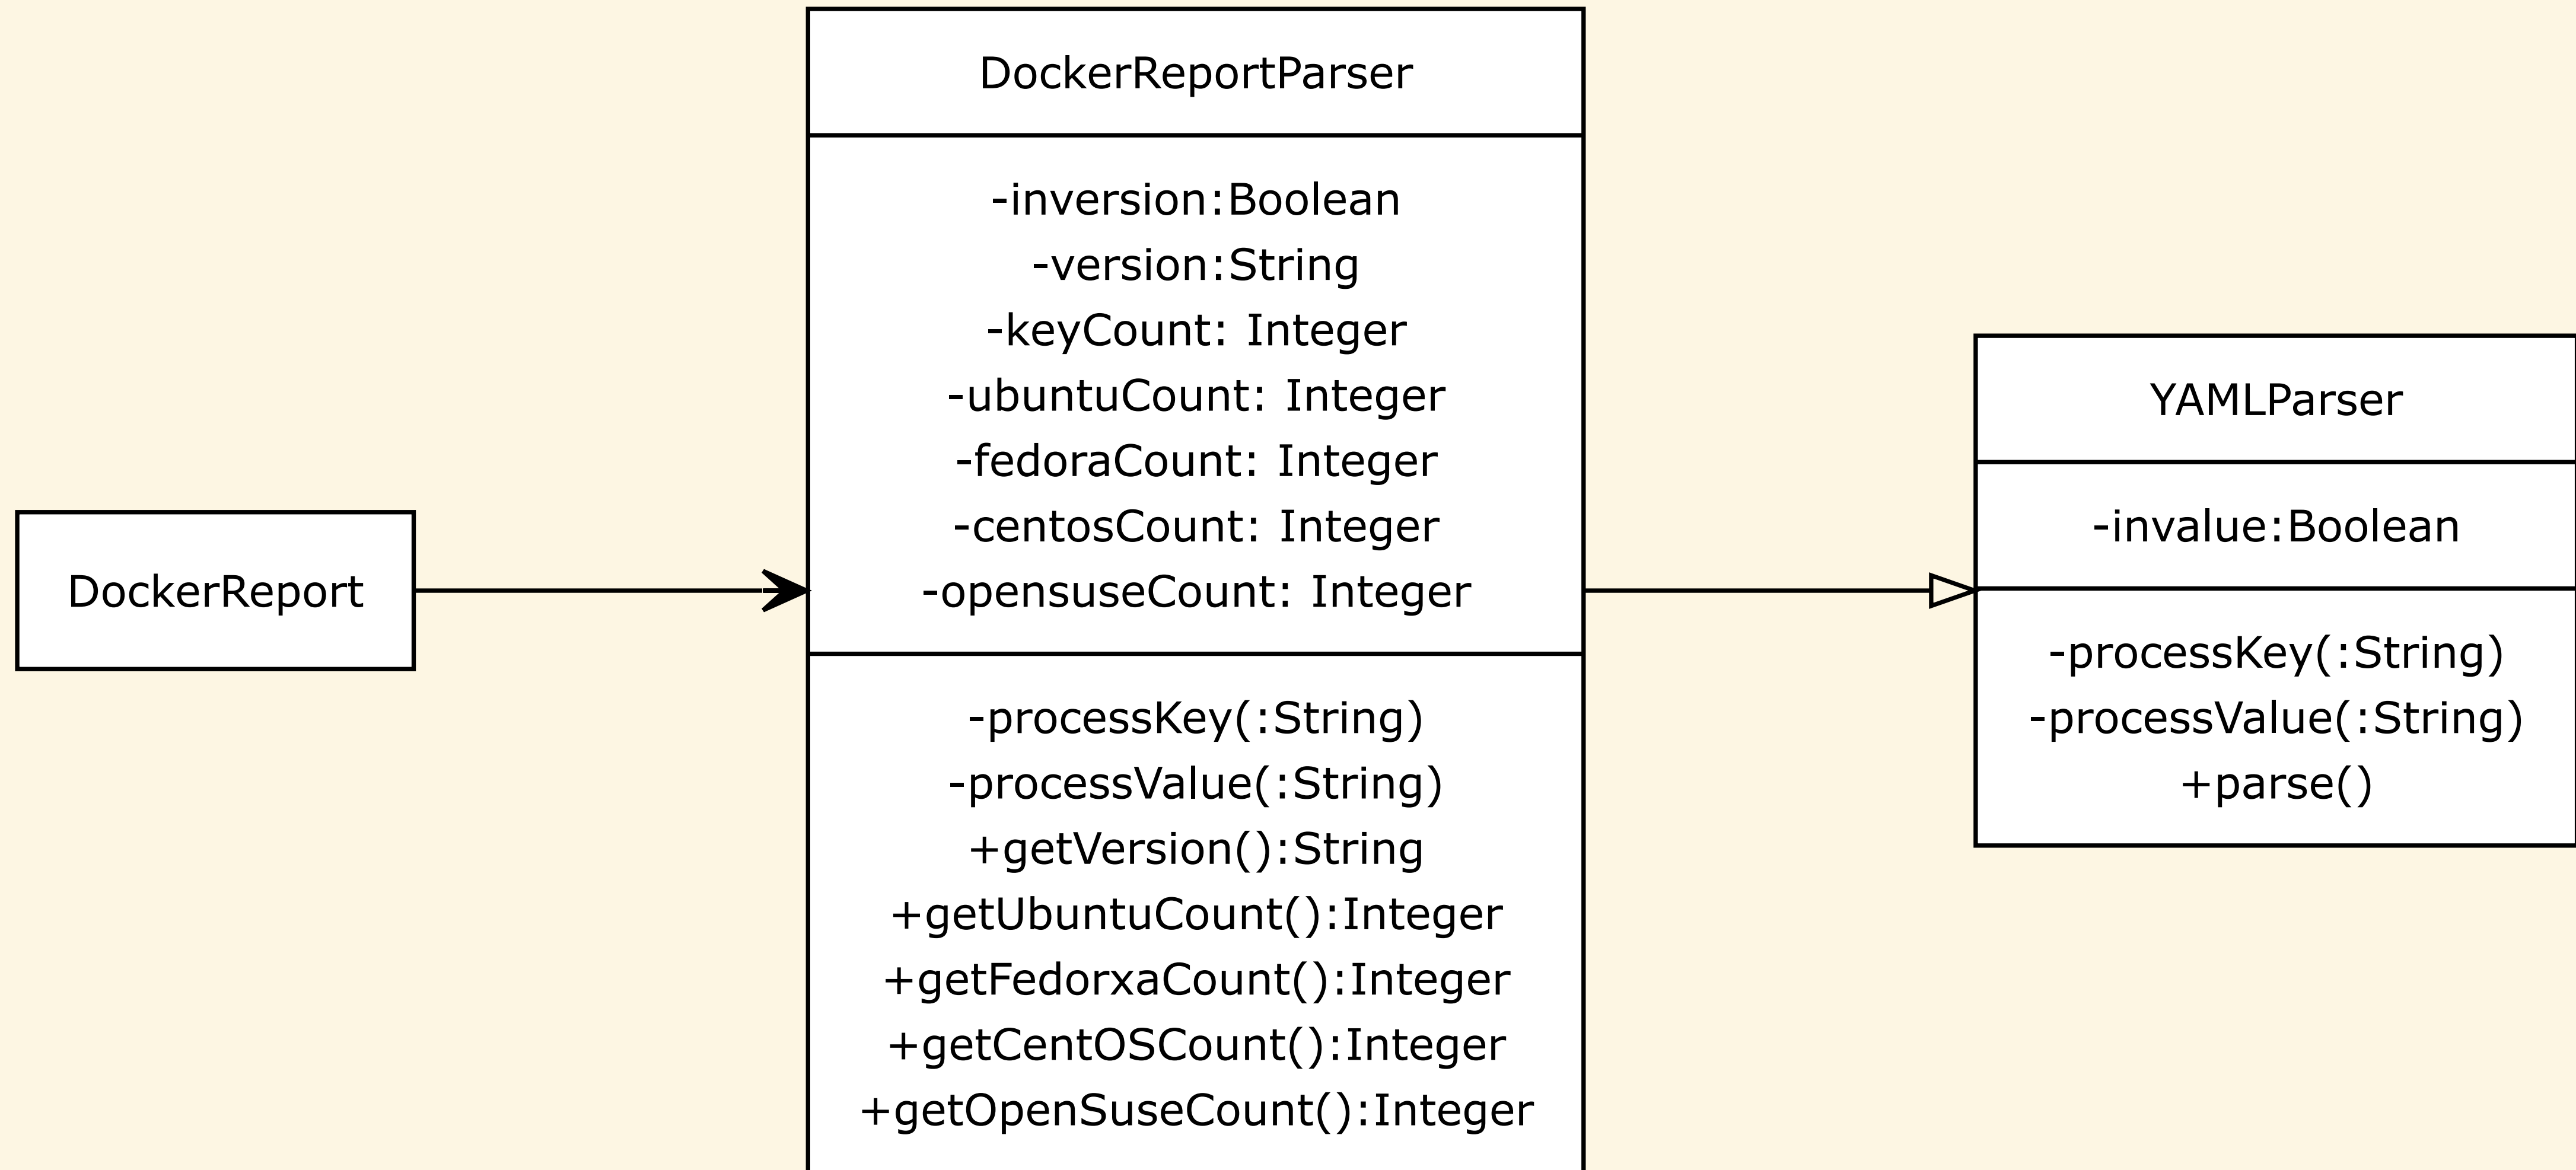 DockerReport
DockerReportParser
-inversion:Boolean
-version:String
-keyCount: Integer
-ubuntuCount: Integer
-fedoraCount: Integer
-centosCount: Integer
-opensuseCount: Integer
-processKey(:String)
-processValue(:String)
+getVersion():String
+getUbuntuCount():Integer
+getFedorxaCount():Integer
+getCentOSCount():Integer
+getOpenSuseCount():Integer
YAMLParser
-invalue:Boolean
-processKey(:String)
-processValue(:String)
+parse()